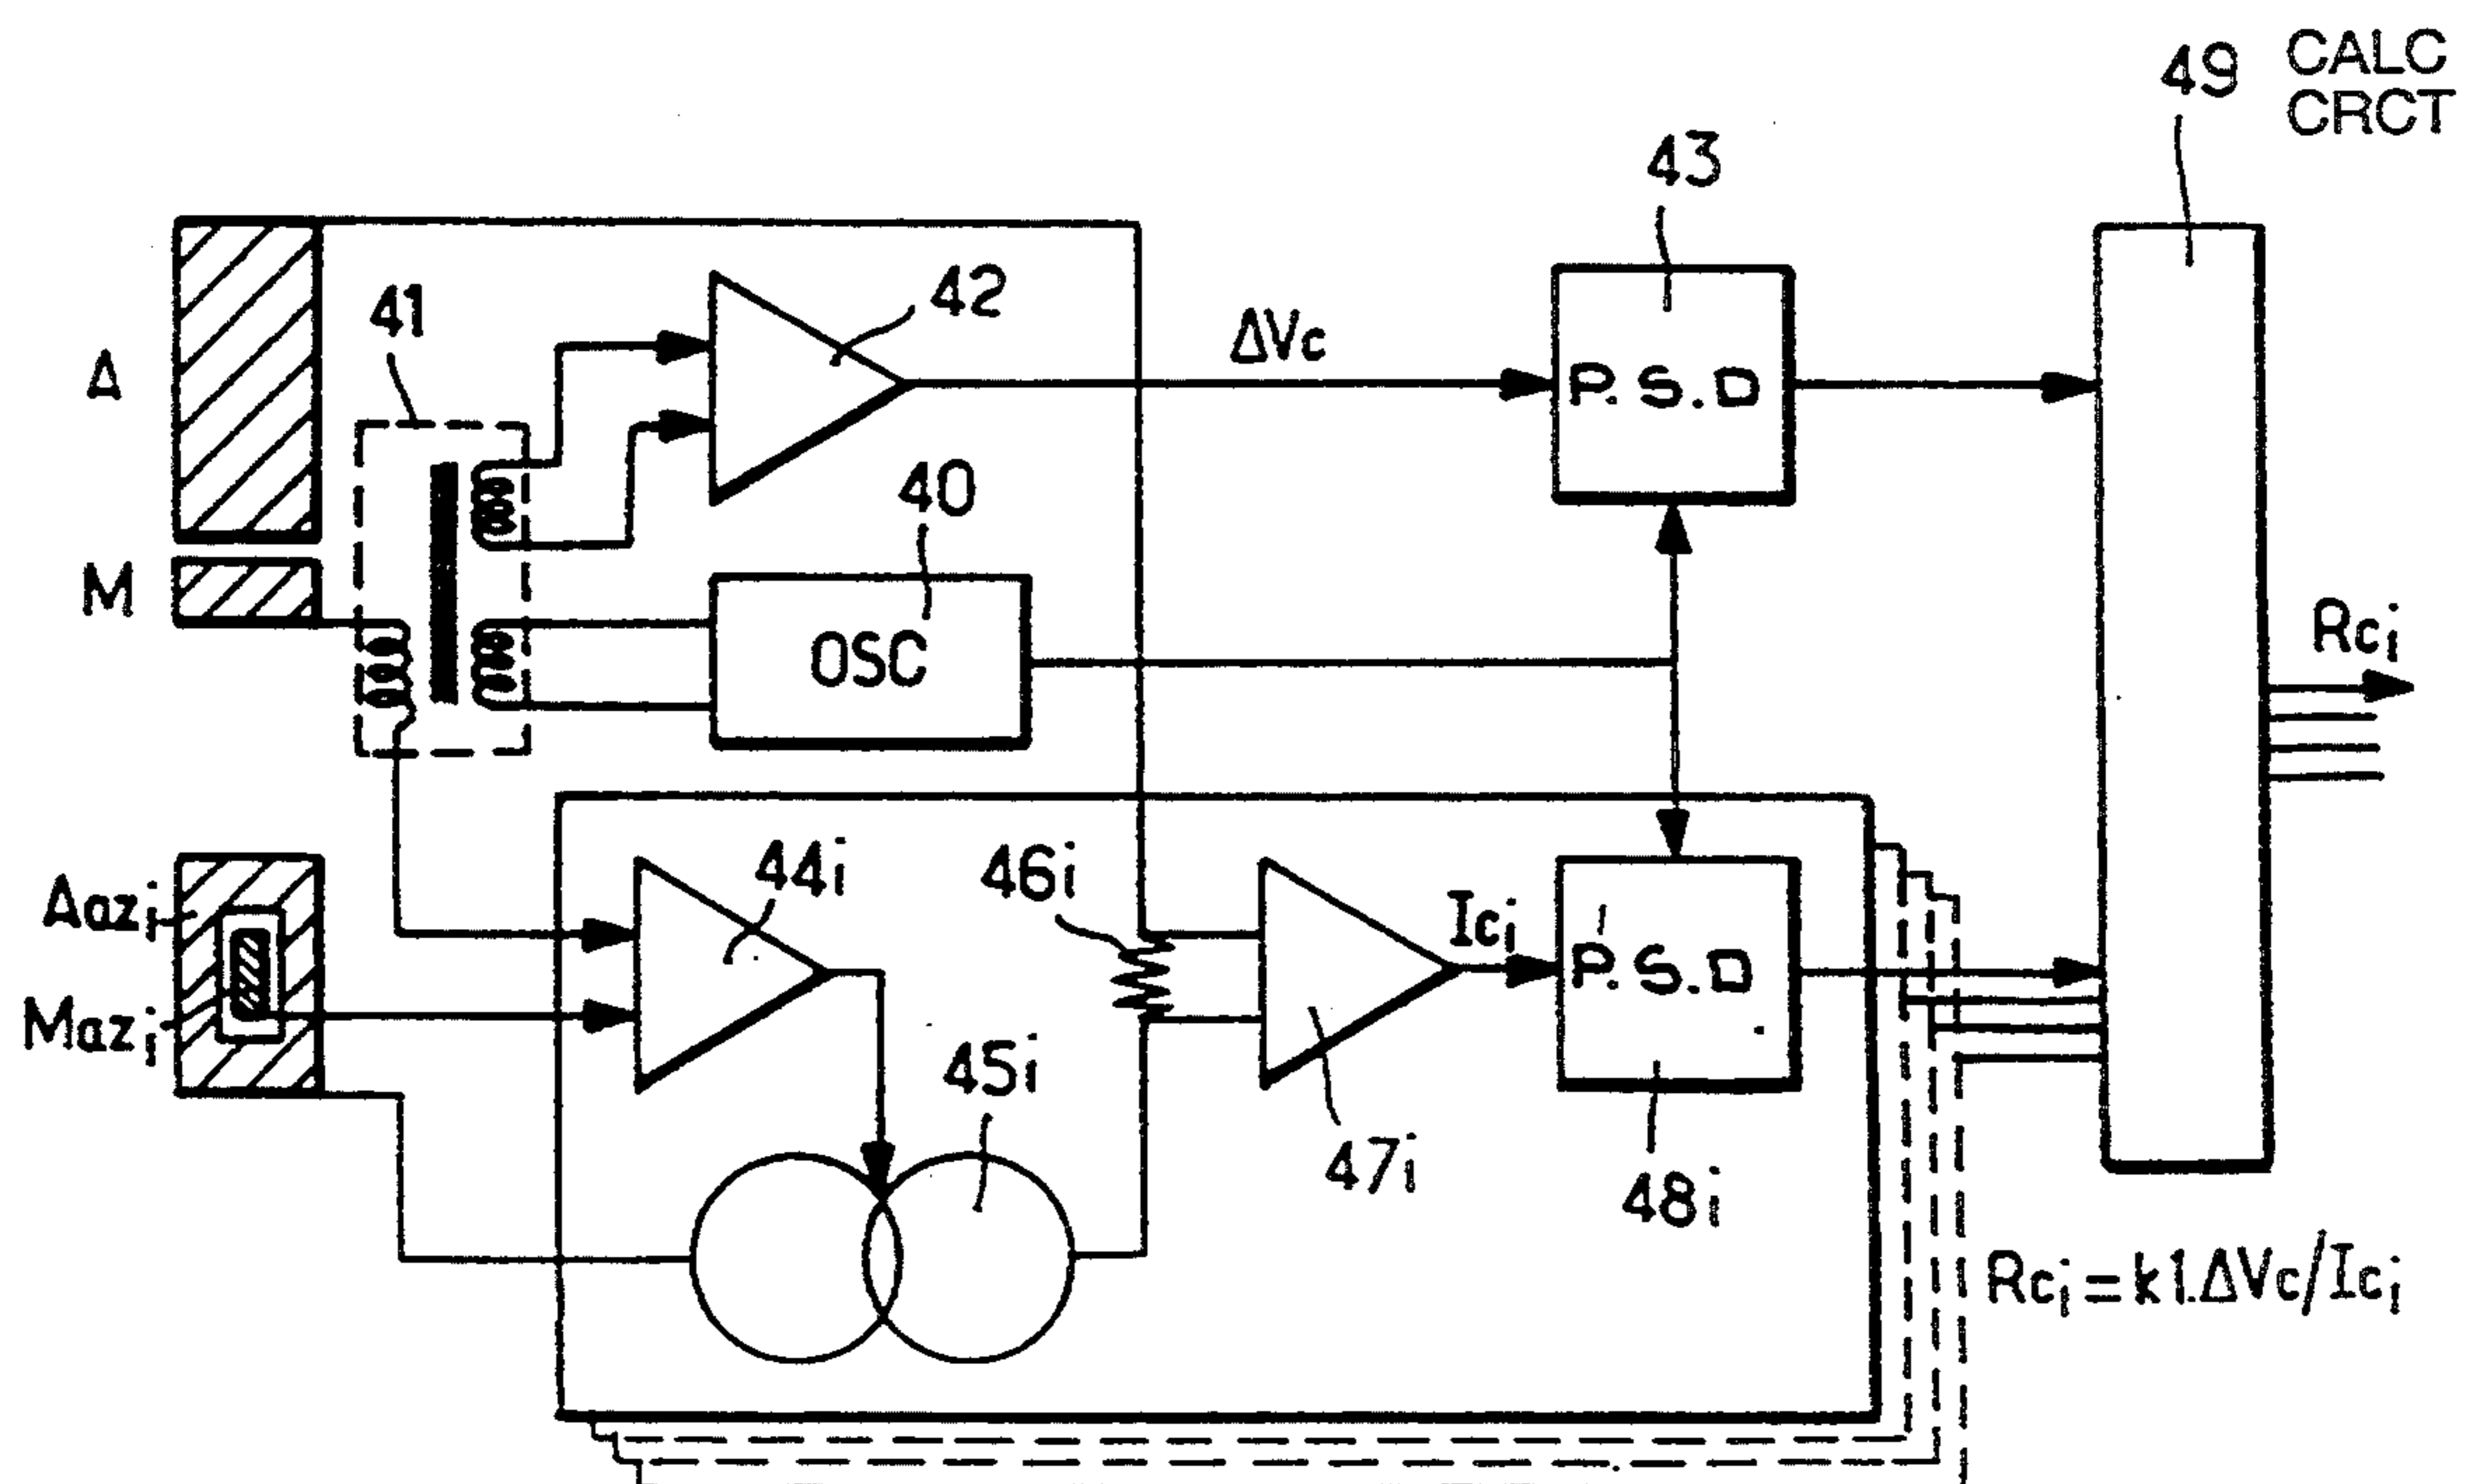 49 CALC
CRCT
43
41
42
ΔVc
A
P.S.D
40
M
OSC
Rci
44i
46i
Aazi
Ici
P.S.D
Mazi
45i
47i
48i
Rci=k1.ΔVc/Ici